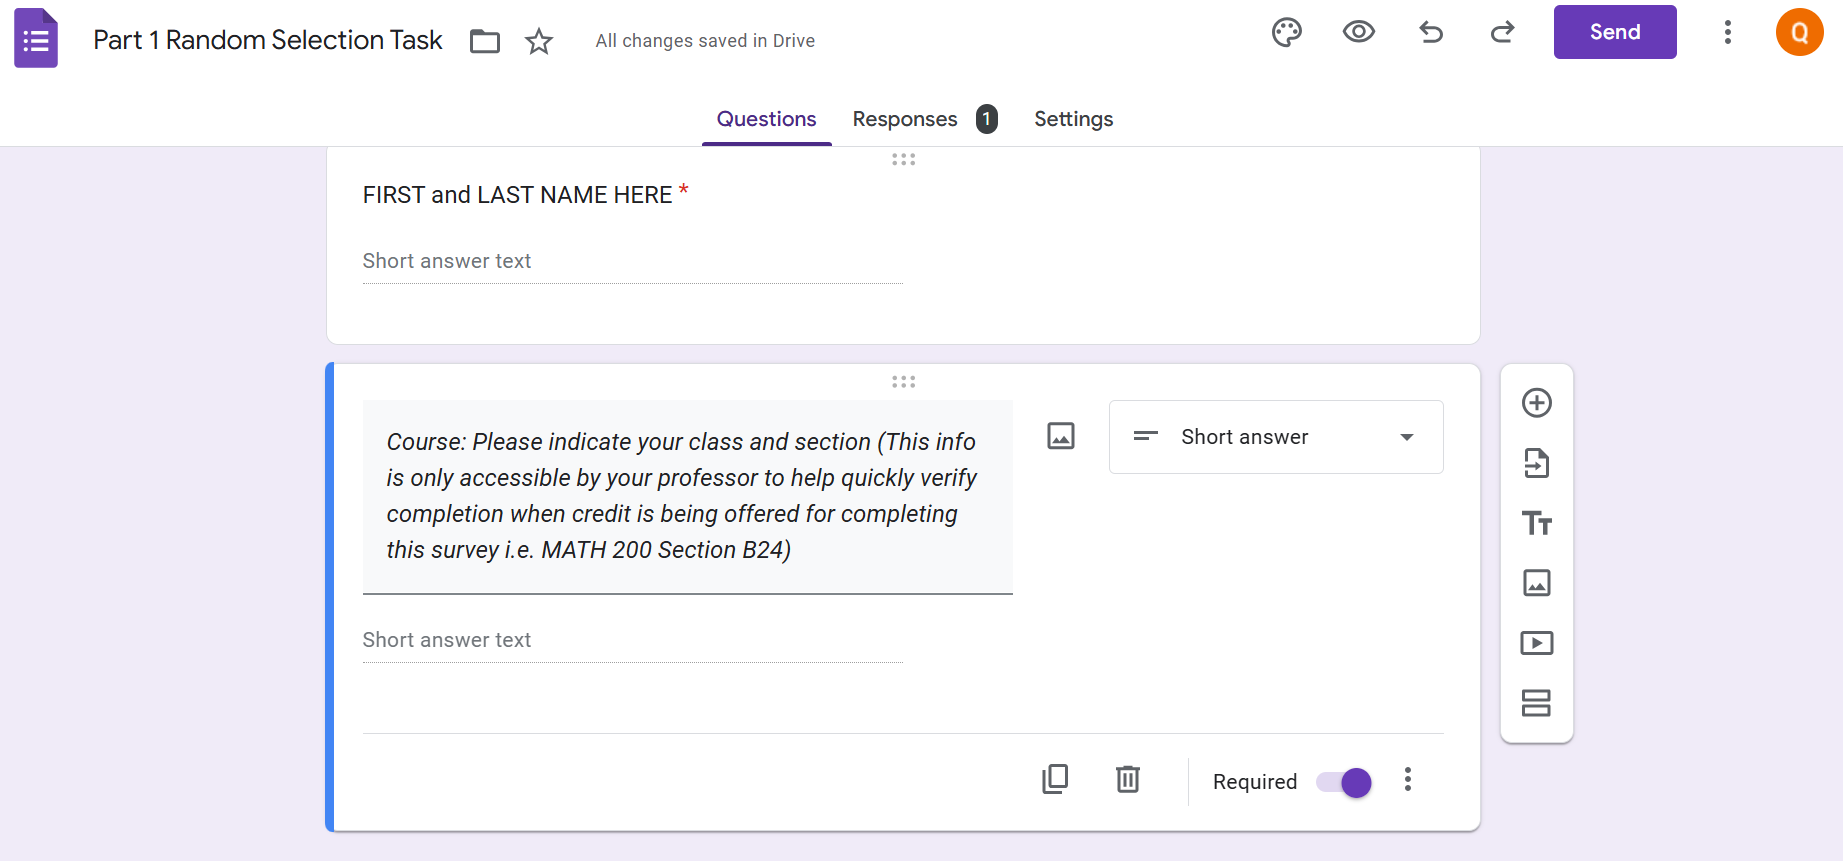 Part 1 Random Selection Task
All changes saved in Drive
Send
Q
Questions
Responses 1
Settings
FIRST and LAST NAME HERE *
Short answer text
Course: Please indicate your class and section (This info
is only accessible by your professor to help quickly verify
completion when credit is being offered for completing
this survey i.e. MATH 200 Section B24)
Short answer
Tт
Short answer text
Required